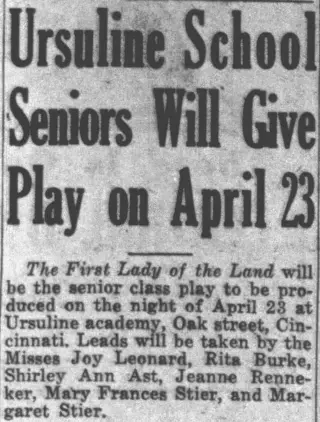 Ursuline School
Seniors Will Give
Play on April 23
The First Lady of the Land will
be the senior class play to be pro-
duced on the night of April 23 at
Ursuline academy, Oak street, Cin-
cinnati. Leads will be taken by the
Misses Joy Leonard, Rita Burke,
Shirley Ann Ast, Jeanne Renne-
ker, Mary Frances Stier, and Mar-
garet Stier.